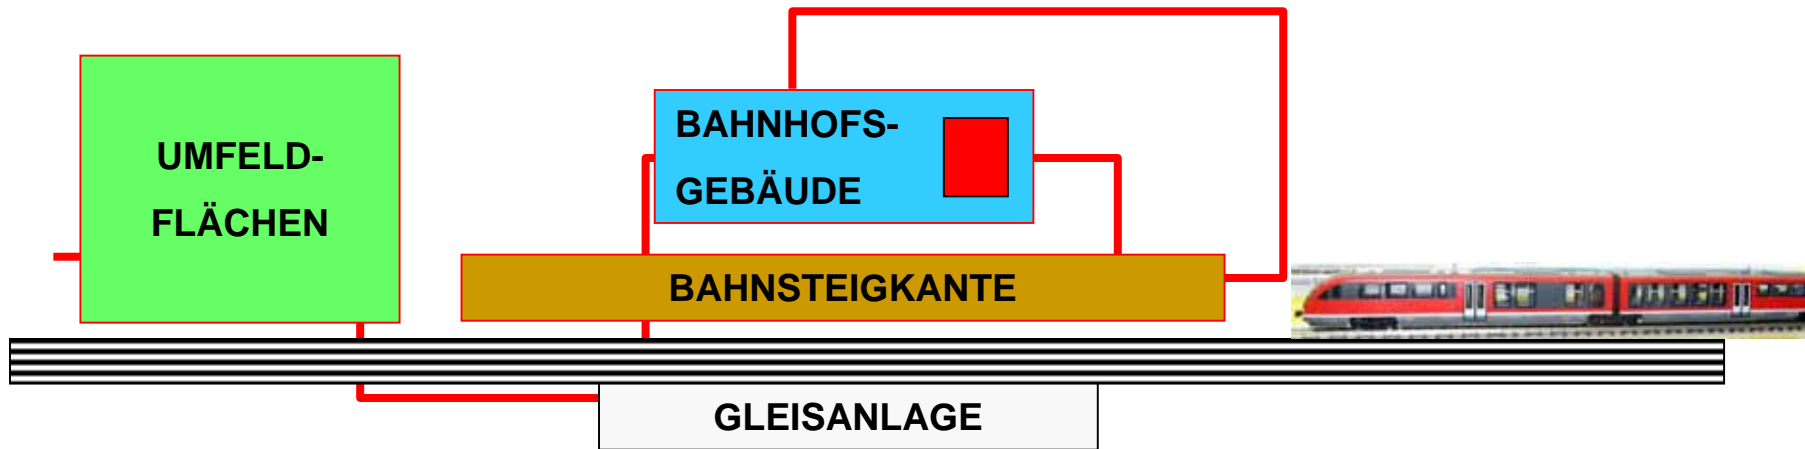 UMFELD-
FLÄCHEN
BAHNHOFS-
GEBÄUDE
BAHNSTEIGKANTE
GLEISANLAGE